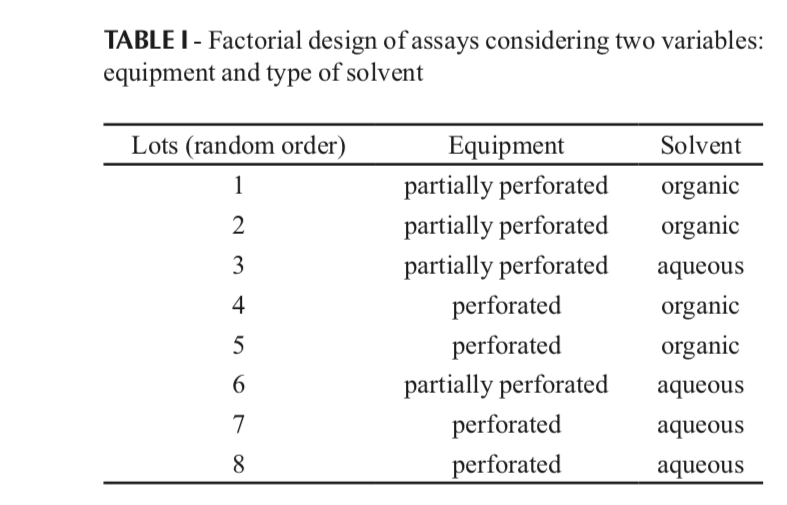 TABLE I - Factorial design of assays considering two variables:
equipment and type of solvent
Lots (random order) Equipment Solvent
1 partially perforated organic
2 partially perforated organic
3 partially perforated aqueous
4 perforated organic
5 perforated organic
6 partially perforated aqueous
7 perforated aqueous
8 perforated aqueous